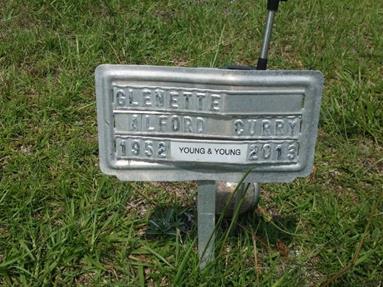 GLENETTE
ALFORD CURRY
1952 YOUNG & YOUNG 2013